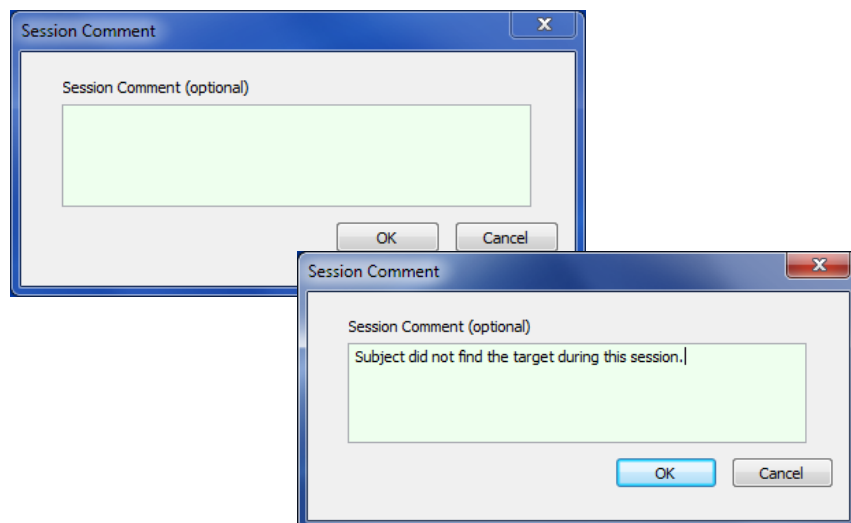 Session Comment
X
Session Comment (optional)
OK Cancel
Session Comment
X
Session Comment (optional)
Subject did not find the target during this session.
OK Cancel